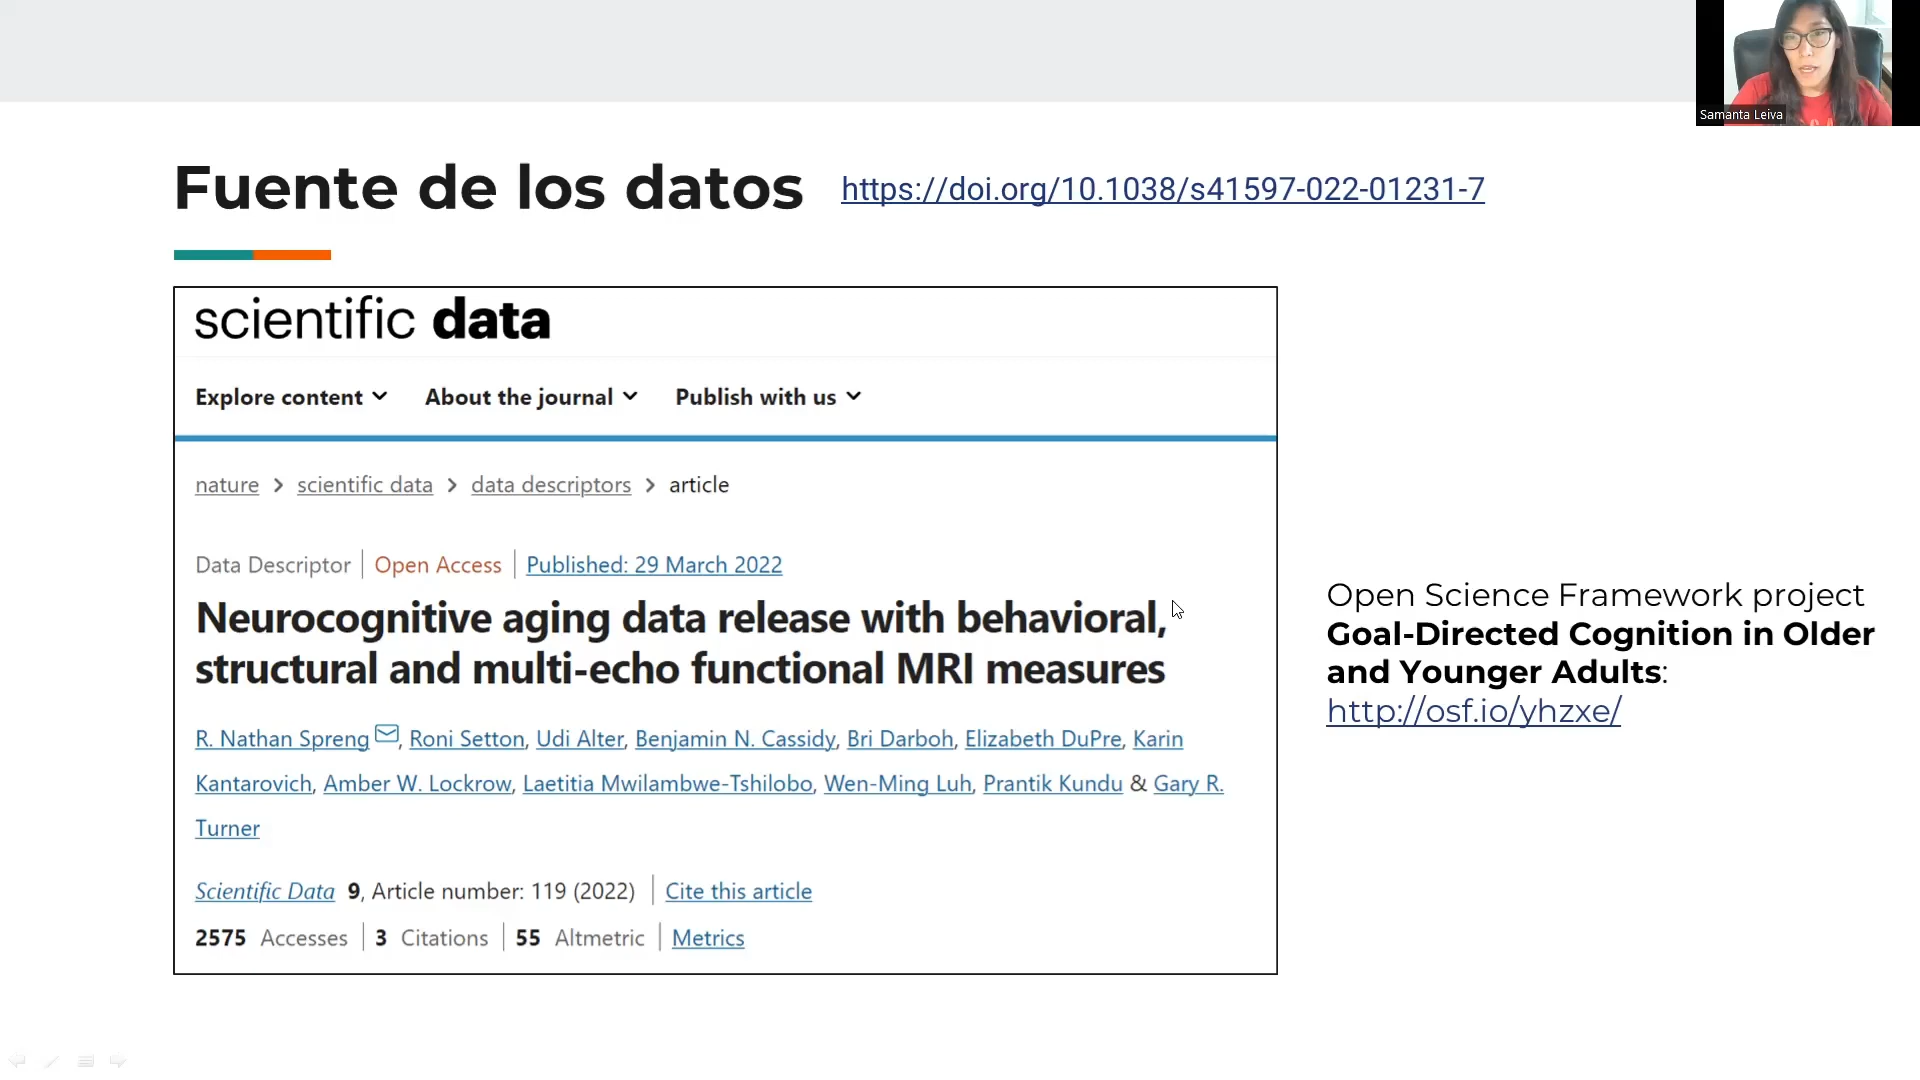 Samanta Leiva
Fuente de los datos
https://doi.org/10.1038/s41597-022-01231-7
scientific data
Explore content
About the journal
Publish with us
nature > scientific data > data descriptors > article
Data Descriptor | Open Access | Published: 29 March 2022
Neurocognitive aging data release with behavioral,
structural and multi-echo functional MRI measures
R. Nathan Spreng, Roni Setton, Udi Alter, Benjamin N. Cassidy, Bri Darboh, Elizabeth DuPre, Karin
Kantarovich, Amber W. Lockrow, Laetitia Mwilambwe-Tshilobo, Wen-Ming Luh, Prantik Kundu & Gary R.
Turner
Scientific Data 9, Article number: 119 (2022) | Cite this article
2575 Accesses | 3 Citations | 55 Altmetric | Metrics
Open Science Framework project
Goal-Directed Cognition in Older
and Younger Adults:
http://osf.io/yhzxe/